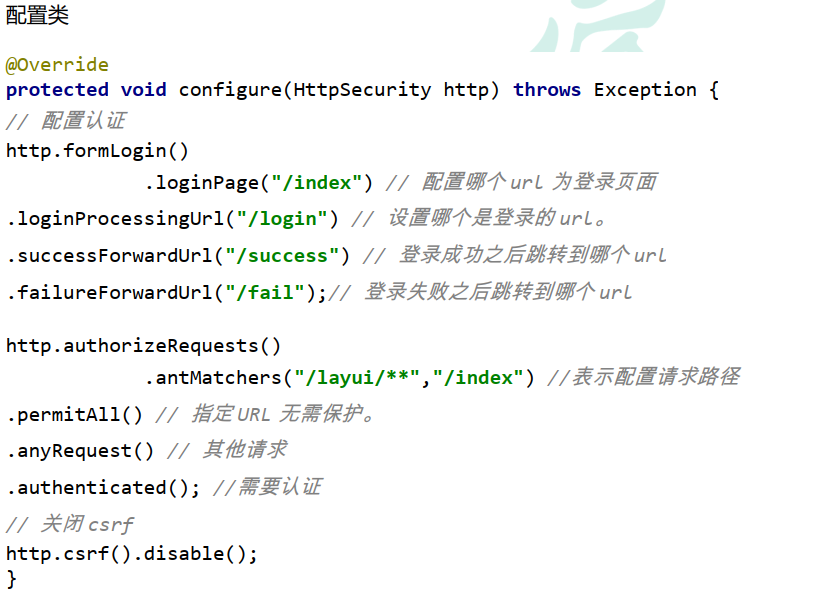 配置类
@Override
protected void configure(HttpSecurity http) throws Exception {
// 配置认证
http.formLogin()
.loginPage("/index") // 配置哪个 url 为登录页面
.loginProcessingUrl("/login") // 设置哪个是登录的 url。
.successForwardUrl("/success") // 登录成功之后跳转到哪个 url
.failureForwardUrl("/fail");// 登录失败之后跳转到哪个 url
http.authorizeRequests()
.antMatchers("/layui/**","/index") //表示配置请求路径
.permitAll() // 指定 URL 无需保护。
.anyRequest() // 其他请求
.authenticated(); //需要认证
// 关闭 csrf
http.csrf().disable();
}